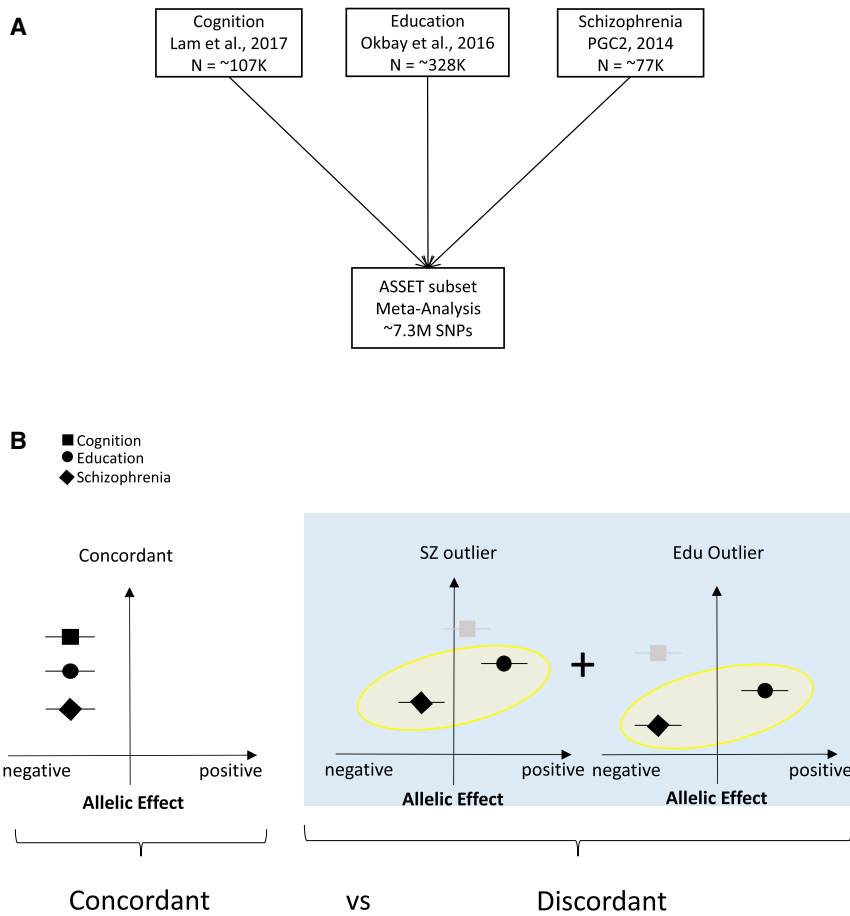 A
Cognition
Lam et al., 2017
N = ~107K
Education
Okbay et al., 2016
N = ~328K
Schizophrenia
PGC2, 2014
N = ~77K
ASSET subset
Meta-Analysis
~7.3M SNPs
B
Cognition
Education
Schizophrenia
Concordant
negative
positive
Allelic Effect
SZ outlier
negative
positive
Allelic Effect
+
Edu Outlier
negative
positive
Allelic Effect
Concordant
vs
Discordant